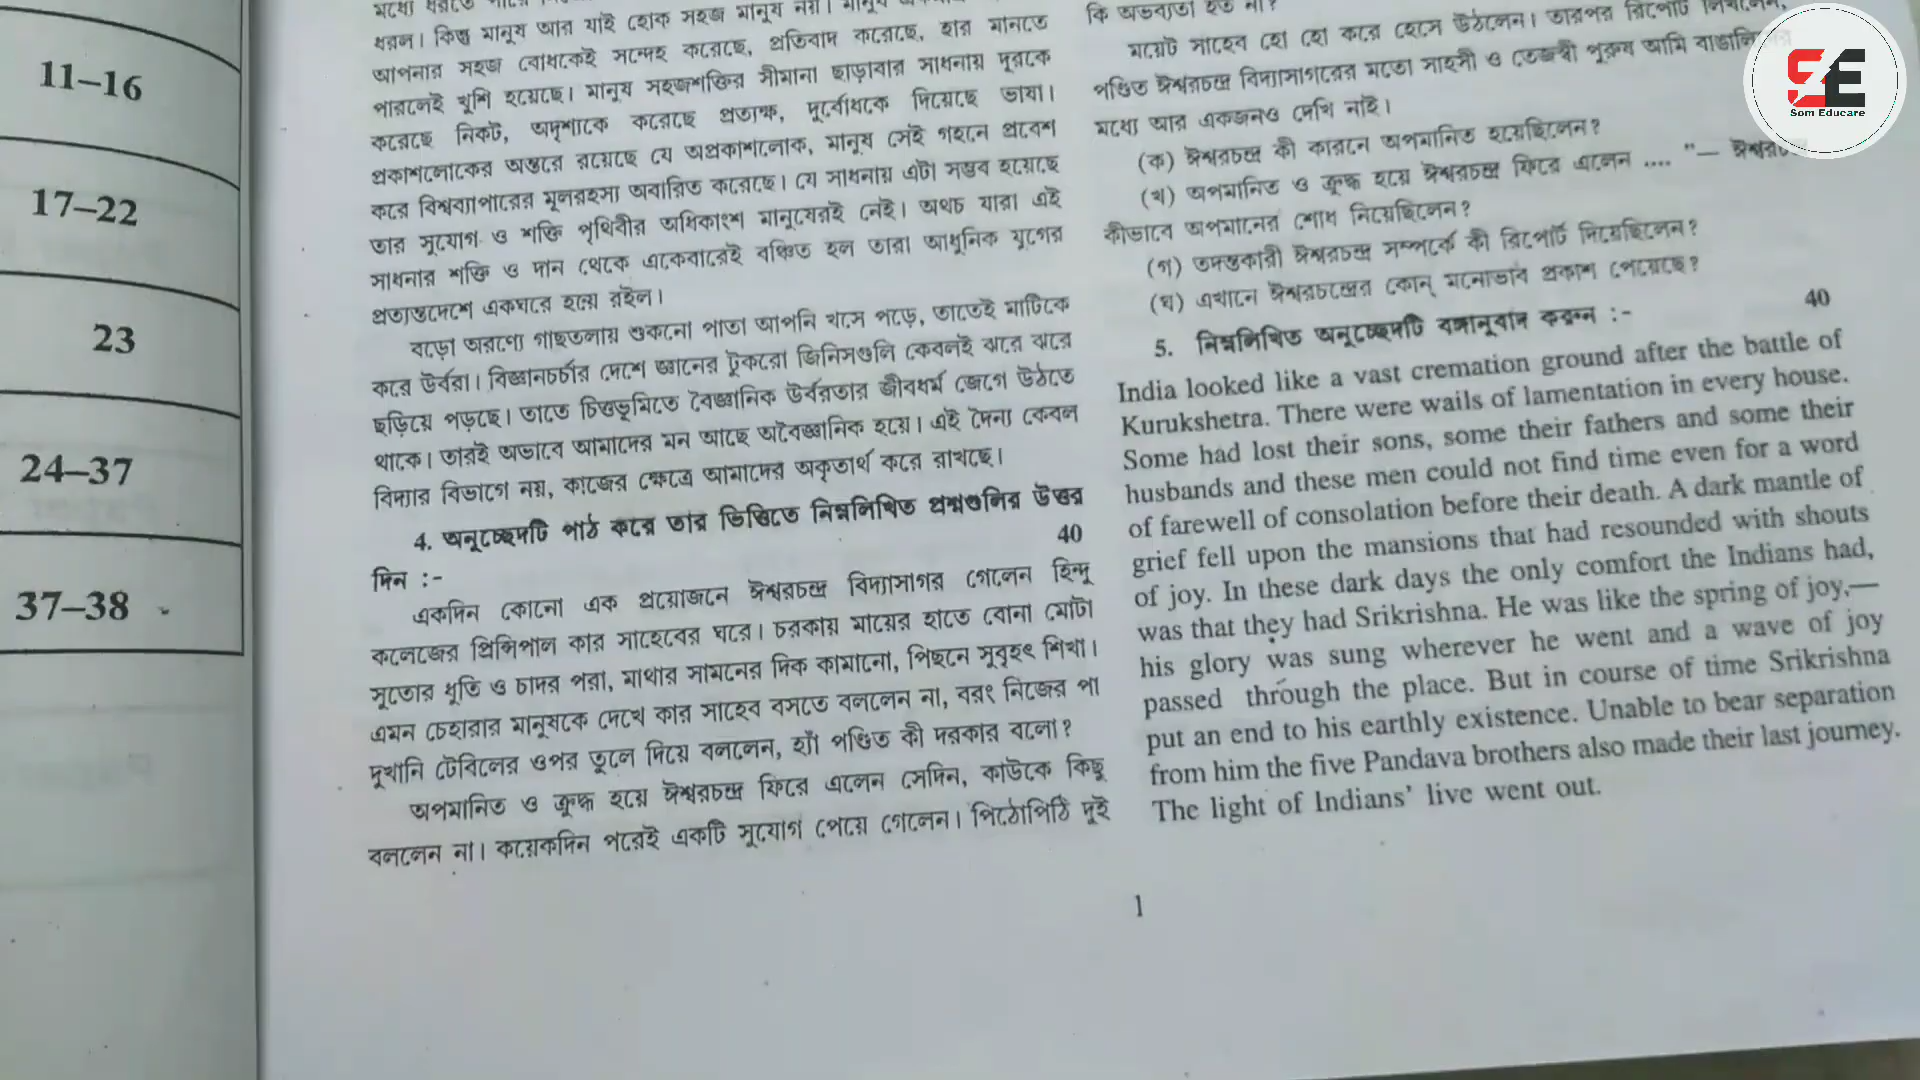 11–16
17–22
23
24–37
37–38
ধরল। কিন্তু মানুষ আর যাই হোক সহজ মানুষ নয়। মানুষ
আপনার সহজ বোধকেই সন্দেহ করেছে, প্রতিবাদ করেছে, হার মানতে
পারলেই খুশি হয়েছে। মানুষ সহজশক্তির সীমানা ছাড়াবার সাধনায় দূরকে
করেছে নিকট, অদৃশ্যকে করেছে প্রত্যক্ষ, দুর্বোধকে দিয়েছে ভাষা।
প্রকাশলোকের অন্তরে রয়েছে যে অপ্রকাশলোক, মানুষ সেই গহনে প্রবেশ
করে বিশ্বব্যাপারের মূলরহস্য অবারিত করেছে। যে সাধনায় এটা সম্ভব হয়েছে
তার সুযোগ ও শক্তি পৃথিবীর অধিকাংশ মানুষেরই নেই। অথচ যারা এই
সাধনার শক্তি ও দান থেকে একেবারেই বঞ্চিত হল তারা আধুনিক যুগের
প্রত্যন্তদেশে একঘরে হয়ে রইল।
বড়ো অরণ্যে গাছতলায় শুকনো পাতা আপনি খসে পড়ে, তাতেই মাটিকে
করে উর্বরা। বিজ্ঞানচর্চার দেশে জ্ঞানের টুকরো জিনিসগুলি কেবলই ঝরে ঝরে
ছড়িয়ে পড়ছে। তাতে চিত্তভূমিতে বৈজ্ঞানিক উর্বরতার জীবধর্ম জেগে উঠতে
থাকে। তারই অভাবে আমাদের মন আছে অবৈজ্ঞানিক হয়ে। এই দৈন্য কেবল
বিদ্যার বিভাগে নয়, কাজের ক্ষেত্রে আমাদের অকৃতার্থ করে রাখছে।
4. অনুচ্ছেদটি পাঠ করে তার ভিত্তিতে নিম্নলিখিত প্রশ্নগুলির উত্তর
দিন :- 40
একদিন কোনো এক প্রয়োজনে ঈশ্বরচন্দ্র বিদ্যাসাগর গেলেন হিন্দু
কলেজের প্রিন্সিপাল কার সাহেবের ঘরে। চরকায় মায়ের হাতে বোনা মোটা
সূতোর ধুতি ও চাদর পরা, মাথার সামনের দিক কামানো, পিছনে সুবৃহৎ শিখা।
এমন চেহারার মানুষকে দেখে কার সাহেব বসতে বললেন না, বরং নিজের পা
দুখানি টেবিলের ওপর তুলে দিয়ে বললেন, হ্যাঁ পণ্ডিত কী দরকার বলো?
অপমানিত ও ক্রুদ্ধ হয়ে ঈশ্বরচন্দ্র ফিরে এলেন সেদিন, কাউকে কিছু
বললেন না। কয়েকদিন পরেই একটি সুযোগ পেয়ে গেলেন। পিঠোপিঠি দুই
কি অভব্যতা হত না?
ময়েট সাহেব হো হো করে হেসে উঠলেন। তারপর রিপোর্ট লিখলেন,
পণ্ডিত ঈশ্বরচন্দ্র বিদ্যাসাগরের মতো সাহসী ও তেজস্বী পুরুষ আমি
মধ্যে আর একজনও দেখি নাই।
(ক) ঈশ্বরচন্দ্র কী কারনে অপমানিত হয়েছিলেন?
(খ) অপমানিত ও ক্রুদ্ধ হয়ে ঈশ্বরচন্দ্র ফিরে এলেন .... "—
কীভাবে অপমানের শোধ নিয়েছিলেন?
(গ) তদন্তকারী ঈশ্বরচন্দ্র সম্পর্কে কী রিপোর্ট দিয়েছিলেন?
(ঘ) এখানে ঈশ্বরচন্দ্রের কোন্ মনোভাব প্রকাশ পেয়েছে?
5. নিম্নলিখিত অনুচ্ছেদটি বঙ্গানুবাদ করুন :- 40
India looked like a vast cremation ground after the battle of
Kurukshetra. There were wails of lamentation in every house.
Some had lost their sons, some their fathers and some their
husbands and these men could not find time even for a word
of farewell of consolation before their death. A dark mantle of
grief fell upon the mansions that had resounded with shouts
of joy. In these dark days the only comfort the Indians had,
was that they had Srikrishna. He was like the spring of joy,—
his glory was sung wherever he went and a wave of joy
passed through the place. But in course of time Srikrishna
put an end to his earthly existence. Unable to bear separation
from him the five Pandava brothers also made their last journey.
The light of Indians' live went out.
1
SE
Som Educare